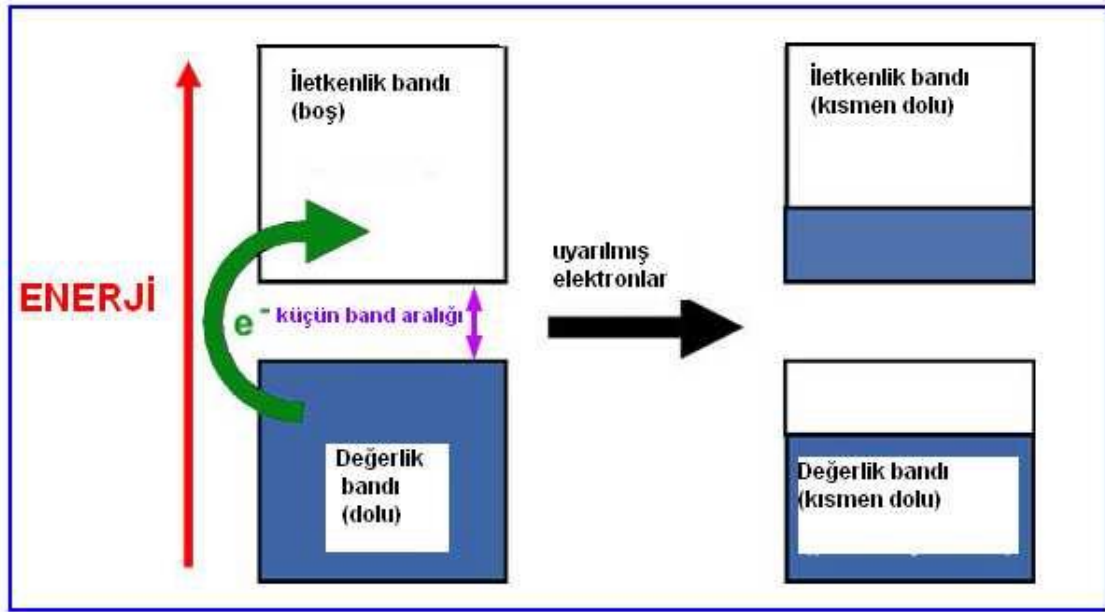 İletkenlik bandı
(boş)
İletkenlik bandı
(kısmen dolu)
ENERJİ
e⁻ küçün band aralığı
uyarılmış
elektronlar
Değerlik
bandı
(dolu)
Değerlik bandı
(kısmen dolu)